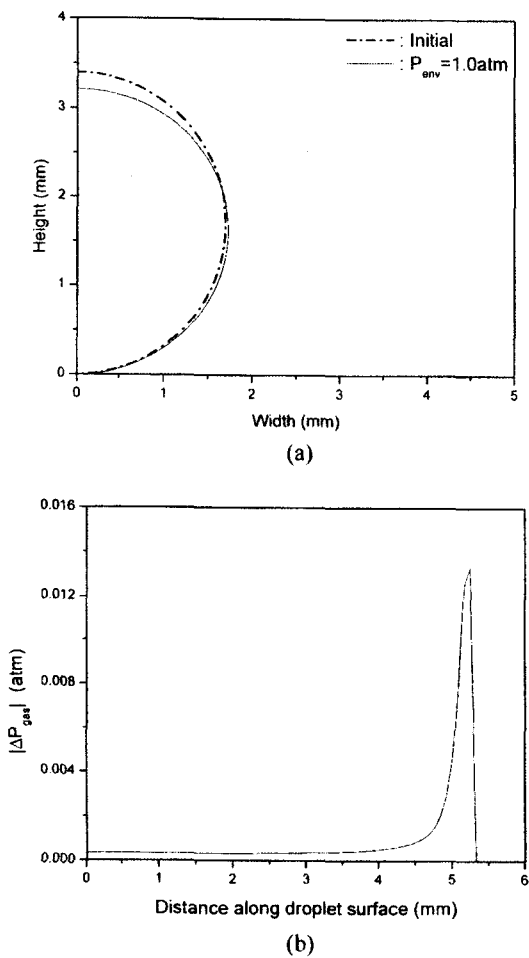 4
: Initial
: P_env=1.0atm
3
Height (mm)
2
1
0
0 1 2 3 4 5
Width (mm)
(a)
0.016
0.012
|ΔP_gas| (atm)
0.008
0.004
0.000
0 1 2 3 4 5 6
Distance along droplet surface (mm)
(b)